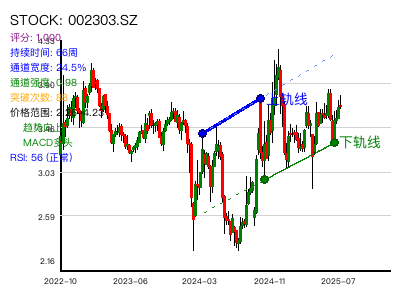 STOCK: 002303.SZ
评分: 1.000
持续时间: 66周
通道宽度: 24.5%
通道强度: 0.98
突破次数:
价格范围:
趋势向
MACD多头
RSI: 56 (正常)
上轨线
下轨线
3.03
2.59
2.16
2022-10
2023-06
2024-03
2024-11
2025-07